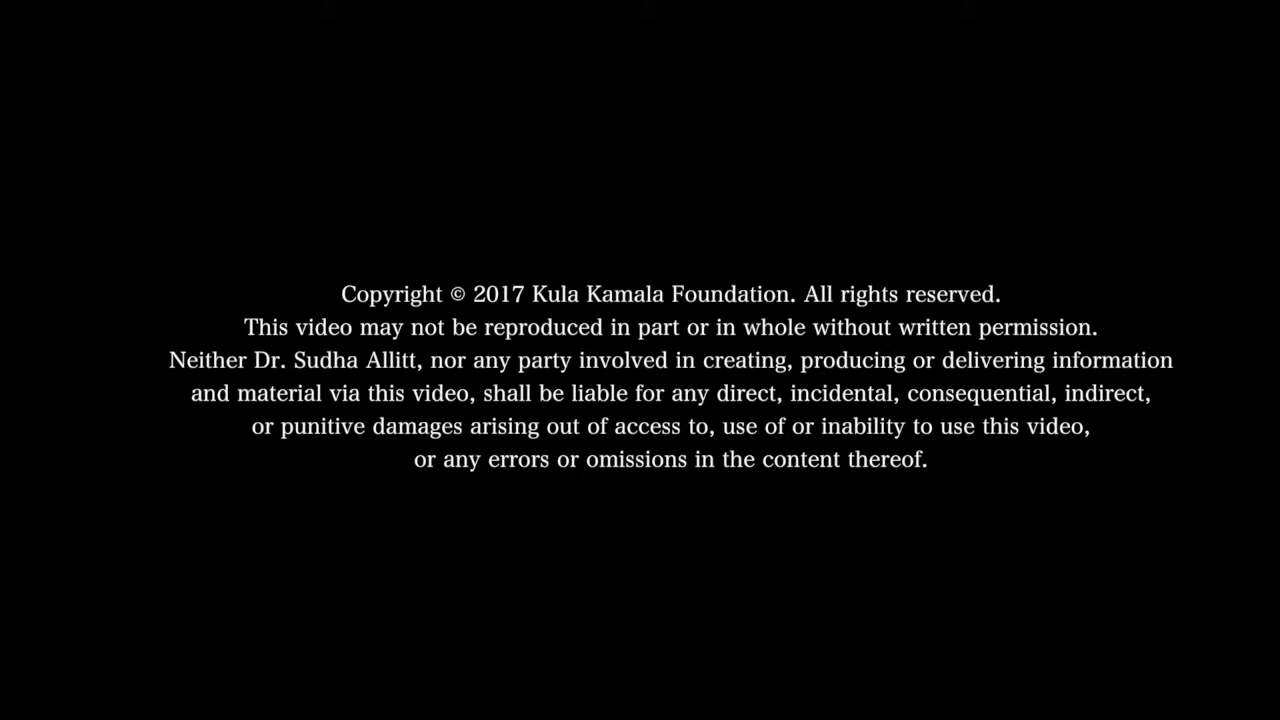 Copyright © 2017 Kula Kamala Foundation. All rights reserved.
This video may not be reproduced in part or in whole without written permission.
Neither Dr. Sudha Allitt, nor any party involved in creating, producing or delivering information
and material via this video, shall be liable for any direct, incidental, consequential, indirect,
or punitive damages arising out of access to, use of or inability to use this video,
or any errors or omissions in the content thereof.